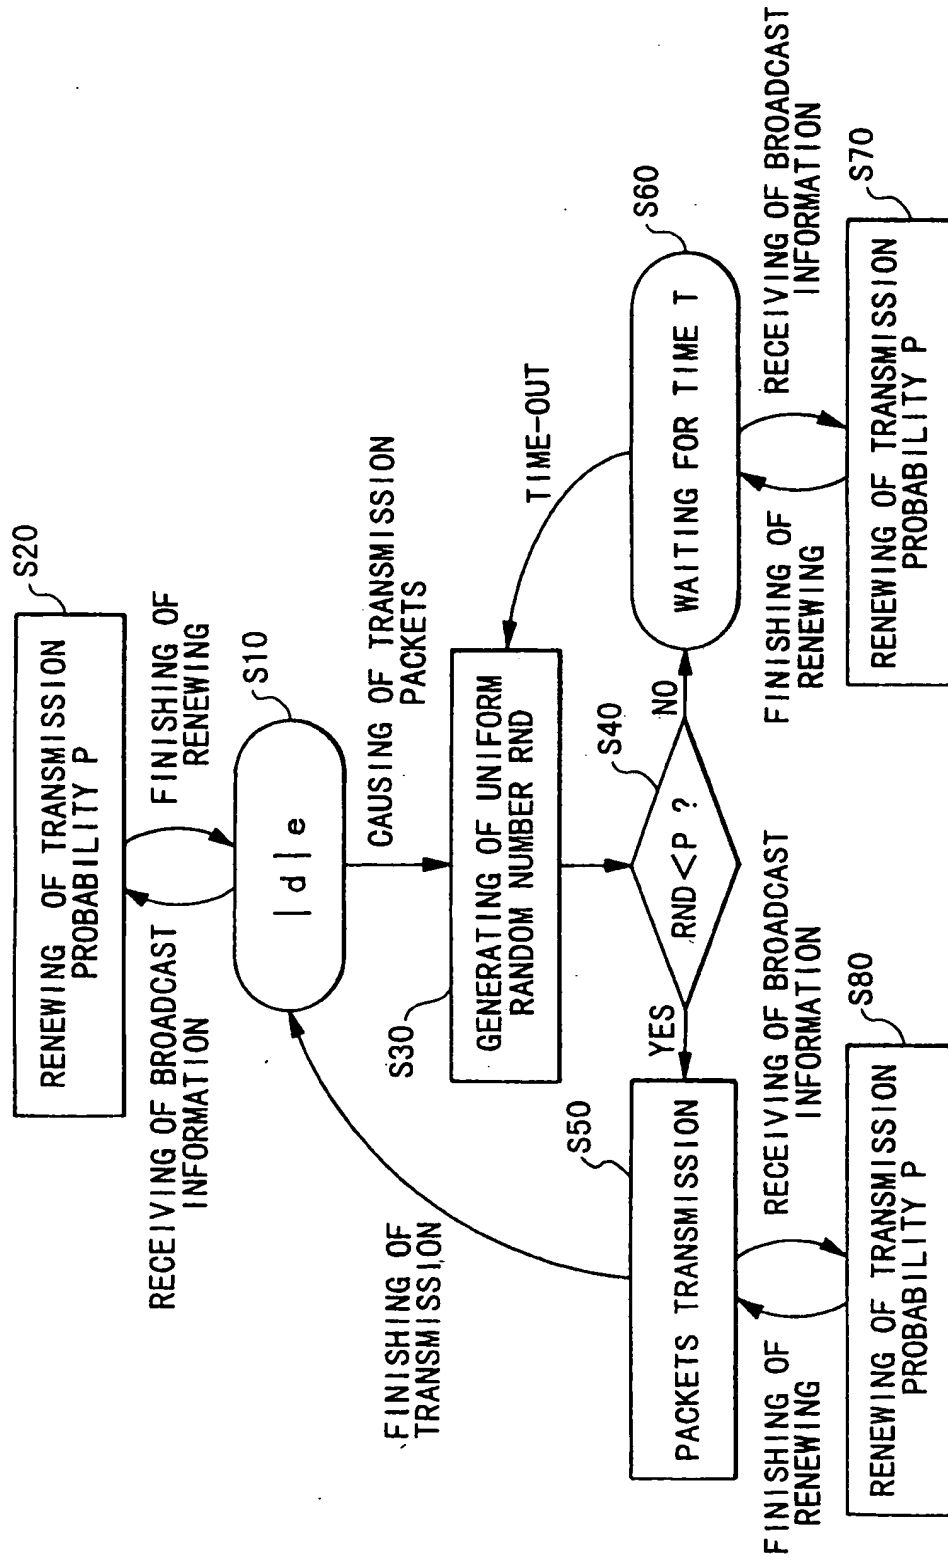 S20
RENEWING OF TRANSMISSION
PROBABILITY P
RECEIVING OF BROADCAST
INFORMATION
FINISHING OF
RENEWING
S10
Idle
CAUSING OF TRANSMISSION
PACKETS
FINISHING OF
TRANSMISSION
S30
GENERATING OF UNIFORM
RANDOM NUMBER RND
TIME-OUT
S40
RND<P ?
YES
NO
S50
PACKETS TRANSMISSION
S60
WAITING FOR TIME T
FINISHING OF
RENEWING
RECEIVING OF BROADCAST
INFORMATION
S80
RENEWING OF TRANSMISSION
PROBABILITY P
FINISHING OF
RENEWING
RECEIVING OF BROADCAST
INFORMATION
S70
RENEWING OF TRANSMISSION
PROBABILITY P